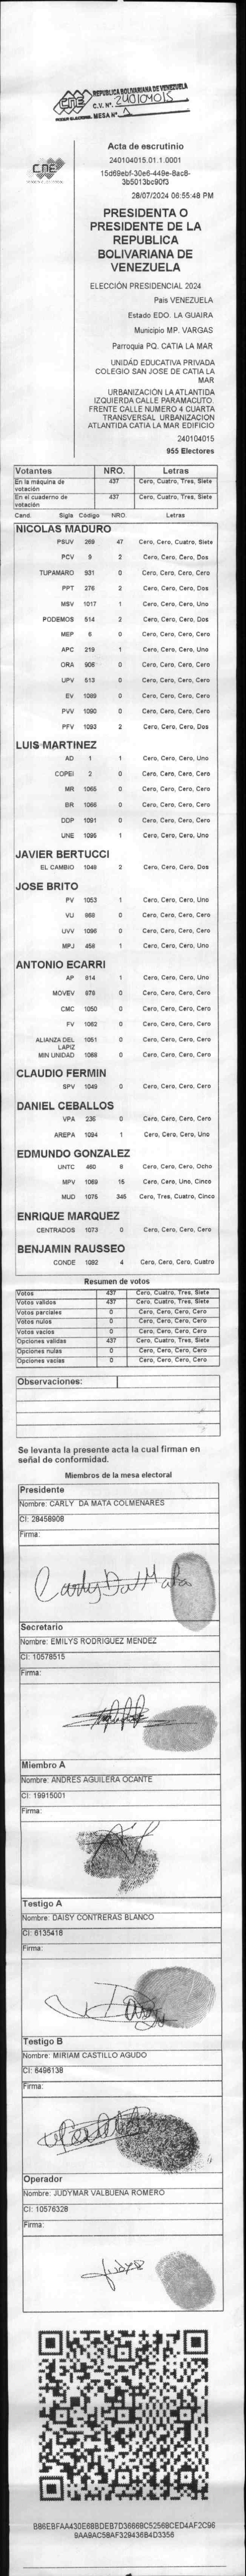 REPUBLICA BOLIVARIANA DE VENEZUELA
CNE
C.V. Nº. 240104015
PODER ELECTORAL MESA Nº
CNE
Acta de escrutinio
240104015.01.1.0001
15d69ebf-30e6-449e-8ac8-
3b5013bc90f3
28/07/2024 06:55:48 PM
PRESIDENTA O
PRESIDENTE DE LA
REPUBLICA
BOLIVARIANA DE
VENEZUELA
ELECCIÓN PRESIDENCIAL 2024
Pais VENEZUELA
Estado EDO. LA GUAIRA
Municipio MP. VARGAS
Parroquia PQ. CATIA LA MAR
UNIDAD EDUCATIVA PRIVADA
COLEGIO SAN JOSE DE CATIA LA
MAR
URBANIZACIÓN LA ATLANTIDA
IZQUIERDA CALLE PARAMACUTO.
FRENTE CALLE NUMERO 4 CUARTA
TRANSVERSAL URBANIZACION
ATLANTIDA CATIA LA MAR EDIFICIO
240104015
955 Electores
Votantes NRO. Letras
En la máquina de votación 437 Cero, Cuatro, Tres, Siete
En el cuaderno de votación 437 Cero, Cuatro, Tres, Siete
Cand. Sigla Código NRO. Letras
NICOLAS MADURO
PSUV 269 47 Cero, Cero, Cuatro, Siete
PCV 9 2 Cero, Cero, Cero, Dos
TUPAMARO 931 0 Cero, Cero, Cero, Cero
PPT 276 2 Cero, Cero, Cero, Dos
MSV 1017 1 Cero, Cero, Cero, Uno
PODEMOS 514 2 Cero, Cero, Cero, Dos
MEP 6 0 Cero, Cero, Cero, Cero
APC 219 1 Cero, Cero, Cero, Uno
ORA 906 0 Cero, Cero, Cero, Cero
UPV 513 0 Cero, Cero, Cero, Cero
EV 1089 0 Cero, Cero, Cero, Cero
PVV 1090 0 Cero, Cero, Cero, Cero
PFV 1093 2 Cero, Cero, Cero, Dos
LUIS MARTINEZ
AD 1 1 Cero, Cero, Cero, Uno
COPEI 2 0 Cero, Cero, Cero, Cero
MR 1065 0 Cero, Cero, Cero, Cero
BR 1066 0 Cero, Cero, Cero, Cero
DDP 1091 0 Cero, Cero, Cero, Cero
UNE 1095 1 Cero, Cero, Cero, Uno
JAVIER BERTUCCI
EL CAMBIO 1048 2 Cero, Cero, Cero, Dos
JOSE BRITO
PV 1053 1 Cero, Cero, Cero, Uno
VU 868 0 Cero, Cero, Cero, Cero
UVV 1096 0 Cero, Cero, Cero, Cero
MPJ 458 1 Cero, Cero, Cero, Uno
ANTONIO ECARRI
AP 914 1 Cero, Cero, Cero, Uno
MOVEV 878 0 Cero, Cero, Cero, Cero
CMC 1050 0 Cero, Cero, Cero, Cero
FV 1062 0 Cero, Cero, Cero, Cero
ALIANZA DEL LAPIZ 1051 0 Cero, Cero, Cero, Cero
MIN UNIDAD 1068 0 Cero, Cero, Cero, Cero
CLAUDIO FERMIN
SPV 1049 0 Cero, Cero, Cero, Cero
DANIEL CEBALLOS
VPA 236 0 Cero, Cero, Cero, Cero
AREPA 1094 1 Cero, Cero, Cero, Uno
EDMUNDO GONZALEZ
UNTC 460 8 Cero, Cero, Cero, Ocho
MPV 1069 15 Cero, Cero, Uno, Cinco
MUD 1075 345 Cero, Tres, Cuatro, Cinco
ENRIQUE MARQUEZ
CENTRADOS 1073 0 Cero, Cero, Cero, Cero
BENJAMIN RAUSSEO
CONDE 1092 4 Cero, Cero, Cero, Cuatro
Resumen de votos
Votos 437 Cero, Cuatro, Tres, Siete
Votos validos 437 Cero, Cuatro, Tres, Siete
Votos parciales 0 Cero, Cero, Cero, Cero
Votos nulos 0 Cero, Cero, Cero, Cero
Votos vacios 0 Cero, Cero, Cero, Cero
Opciones validas 437 Cero, Cuatro, Tres, Siete
Opciones nulas 0 Cero, Cero, Cero, Cero
Opciones vacias 0 Cero, Cero, Cero, Cero
Observaciones:
Se levanta la presente acta la cual firman en
señal de conformidad.
Miembros de la mesa electoral
Presidente
Nombre: CARLY DA MATA COLMENARES
CI: 28458908
Firma:
Carly Da Mata
Secretario
Nombre: EMILYS RODRIGUEZ MENDEZ
CI: 10578515
Firma:
Miembro A
Nombre: ANDRES AGUILERA OCANTE
CI: 19915001
Firma:
Testigo A
Nombre: DAISY CONTRERAS BLANCO
CI: 6135418
Firma:
Testigo B
Nombre: MIRIAM CASTILLO AGUDO
CI: 6496138
Firma:
Operador
Nombre: JUDYMAR VALBUENA ROMERO
CI: 10576328
Firma:
B86EBFAA430E68BDEB7D38668C52568CED4AF2C96
9AA9AC58AF329436B4D3356